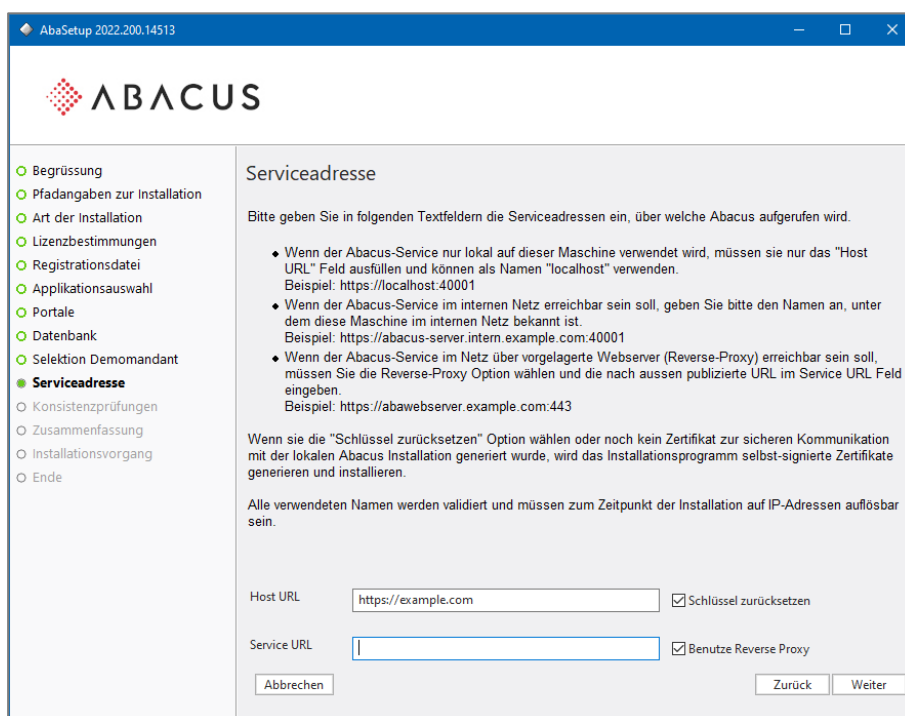 AbaSetup 2022.200.14513
ABACUS
Begrüssung
Pfadangaben zur Installation
Art der Installation
Lizenzbestimmungen
Registrationsdatei
Applikationsauswahl
Portale
Datenbank
Selektion Demomandant
Serviceadresse
Konsistenzprüfungen
Zusammenfassung
Installationsvorgang
Ende
Serviceadresse
Bitte geben Sie in folgenden Textfeldern die Serviceadressen ein, über welche Abacus aufgerufen wird.
Wenn der Abacus-Service nur lokal auf dieser Maschine verwendet wird, müssen sie nur das "Host
URL" Feld ausfüllen und können als Namen "localhost" verwenden.
Beispiel: https://localhost:40001
Wenn der Abacus-Service im internen Netz erreichbar sein soll, geben Sie bitte den Namen an, unter
dem diese Maschine im internen Netz bekannt ist.
Beispiel: https://abacus-server.intern.example.com:40001
Wenn der Abacus-Service im Netz über vorgelagerte Webserver (Reverse-Proxy) erreichbar sein soll,
müssen Sie die Reverse-Proxy Option wählen und die nach aussen publizierte URL im Service URL Feld
eingeben.
Beispiel: https://abawebserver.example.com:443
Wenn sie die "Schlüssel zurücksetzen" Option wählen oder noch kein Zertifikat zur sicheren Kommunikation
mit der lokalen Abacus Installation generiert wurde, wird das Installationsprogramm selbst-signierte Zertifikate
generieren und installieren.
Alle verwendeten Namen werden validiert und müssen zum Zeitpunkt der Installation auf IP-Adressen auflösbar
sein.
Host URL https://example.com Schlüssel zurücksetzen
Service URL Benutze Reverse Proxy
Abbrechen Zurück Weiter